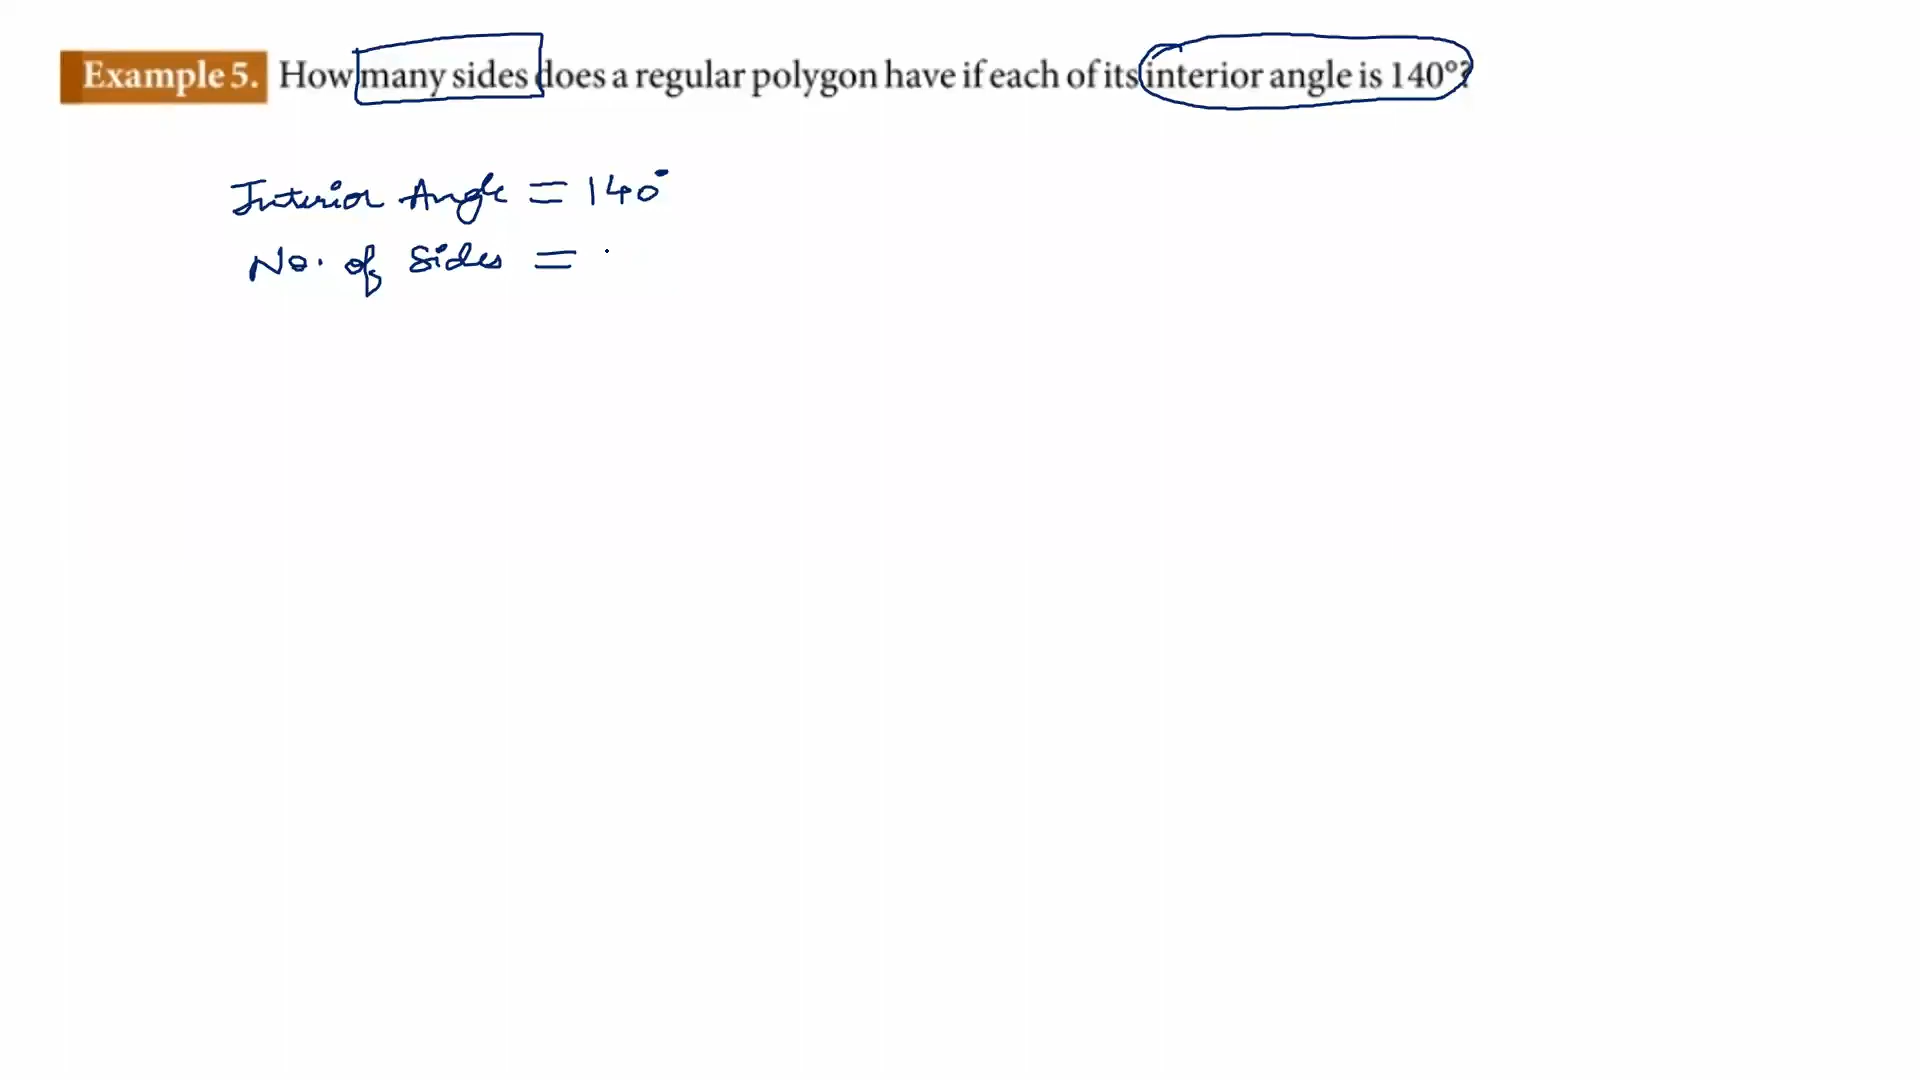 Example 5. How many sides does a regular polygon have if each of its interior angle is 140°?
Interior Angle = 140°
No. of Sides =